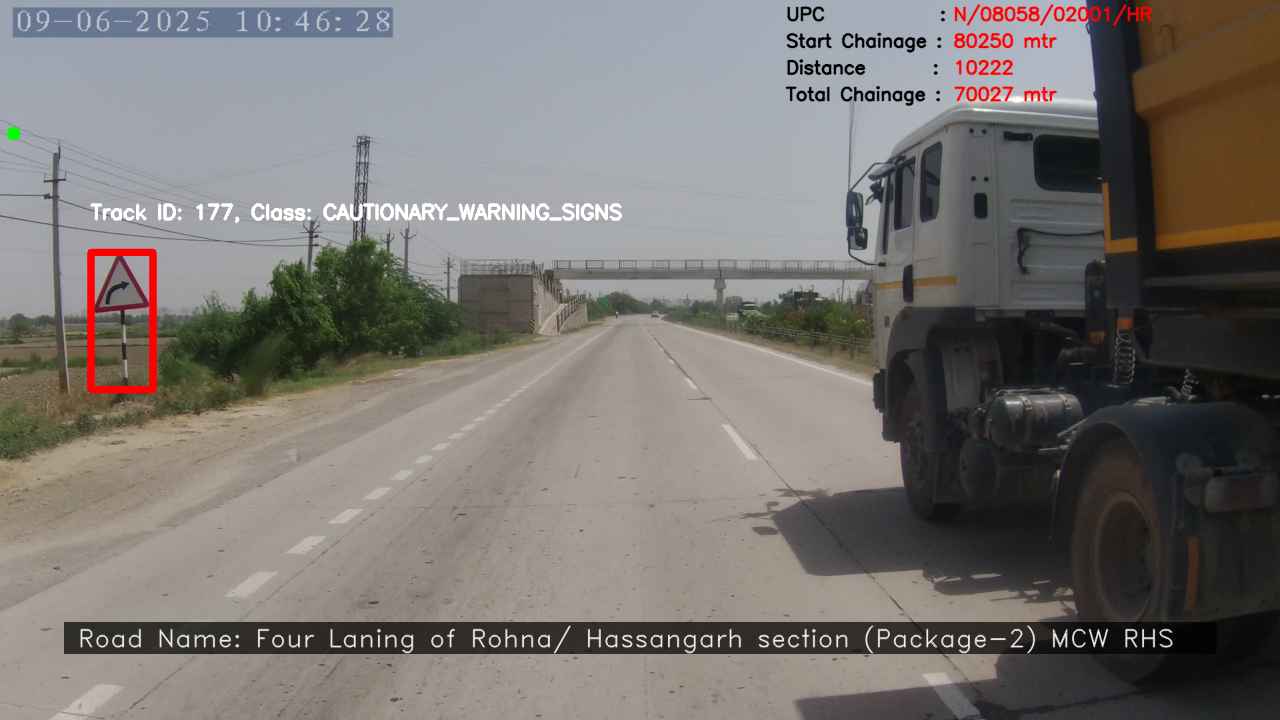 09-06-2025 10:46:28
UPC : N/08058/02001/HR
Start Chainage : 80250 mtr
Distance : 10222
Total Chainage : 70027 mtr
Track ID: 177, Class: CAUTIONARY_WARNING_SIGNS
Road Name: Four Laning of Rohna/ Hassangarh section (Package-2) MCW RHS